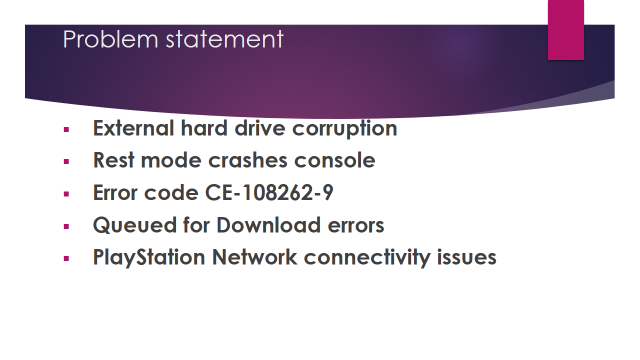 Problem statement
External hard drive corruption
Rest mode crashes console
Error code CE-108262-9
Queued for Download errors
PlayStation Network connectivity issues